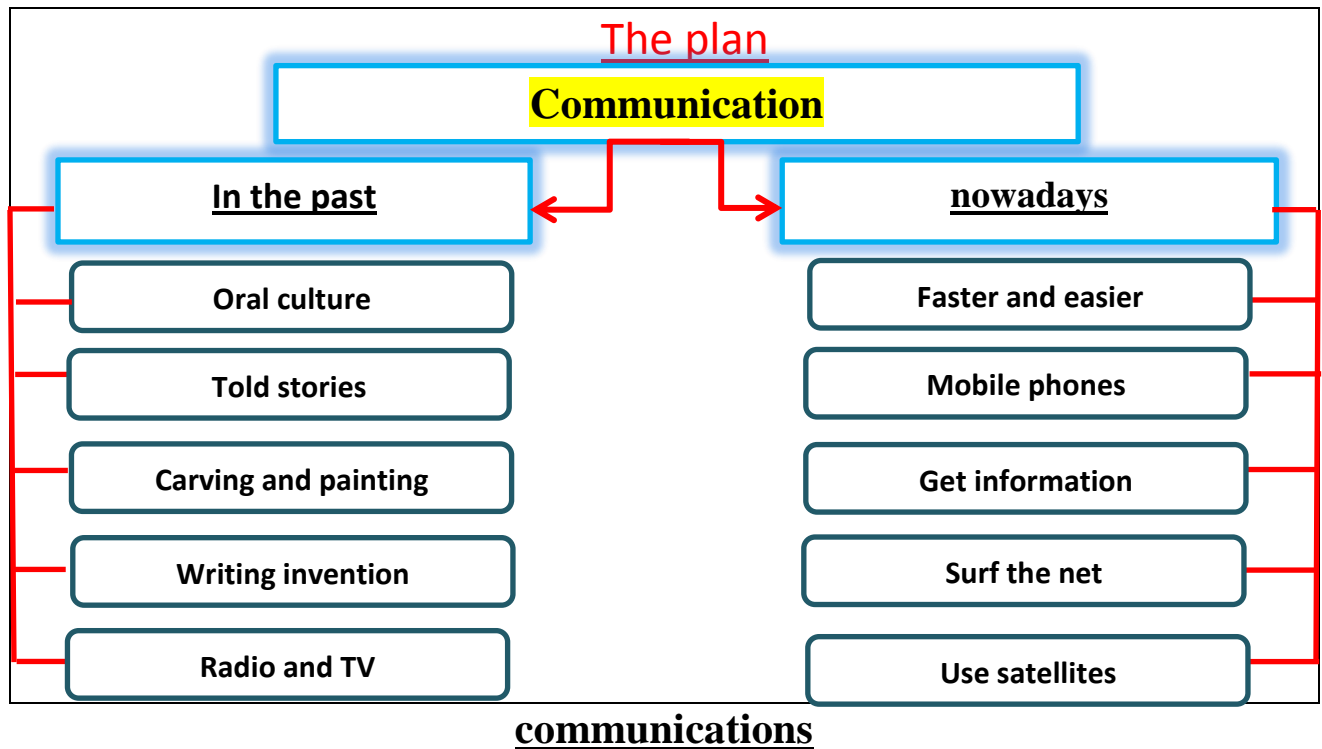 The plan
Communication
In the past
nowadays
Oral culture
Faster and easier
Told stories
Mobile phones
Carving and painting
Get information
Writing invention
Surf the net
Radio and TV
Use satellites
communications